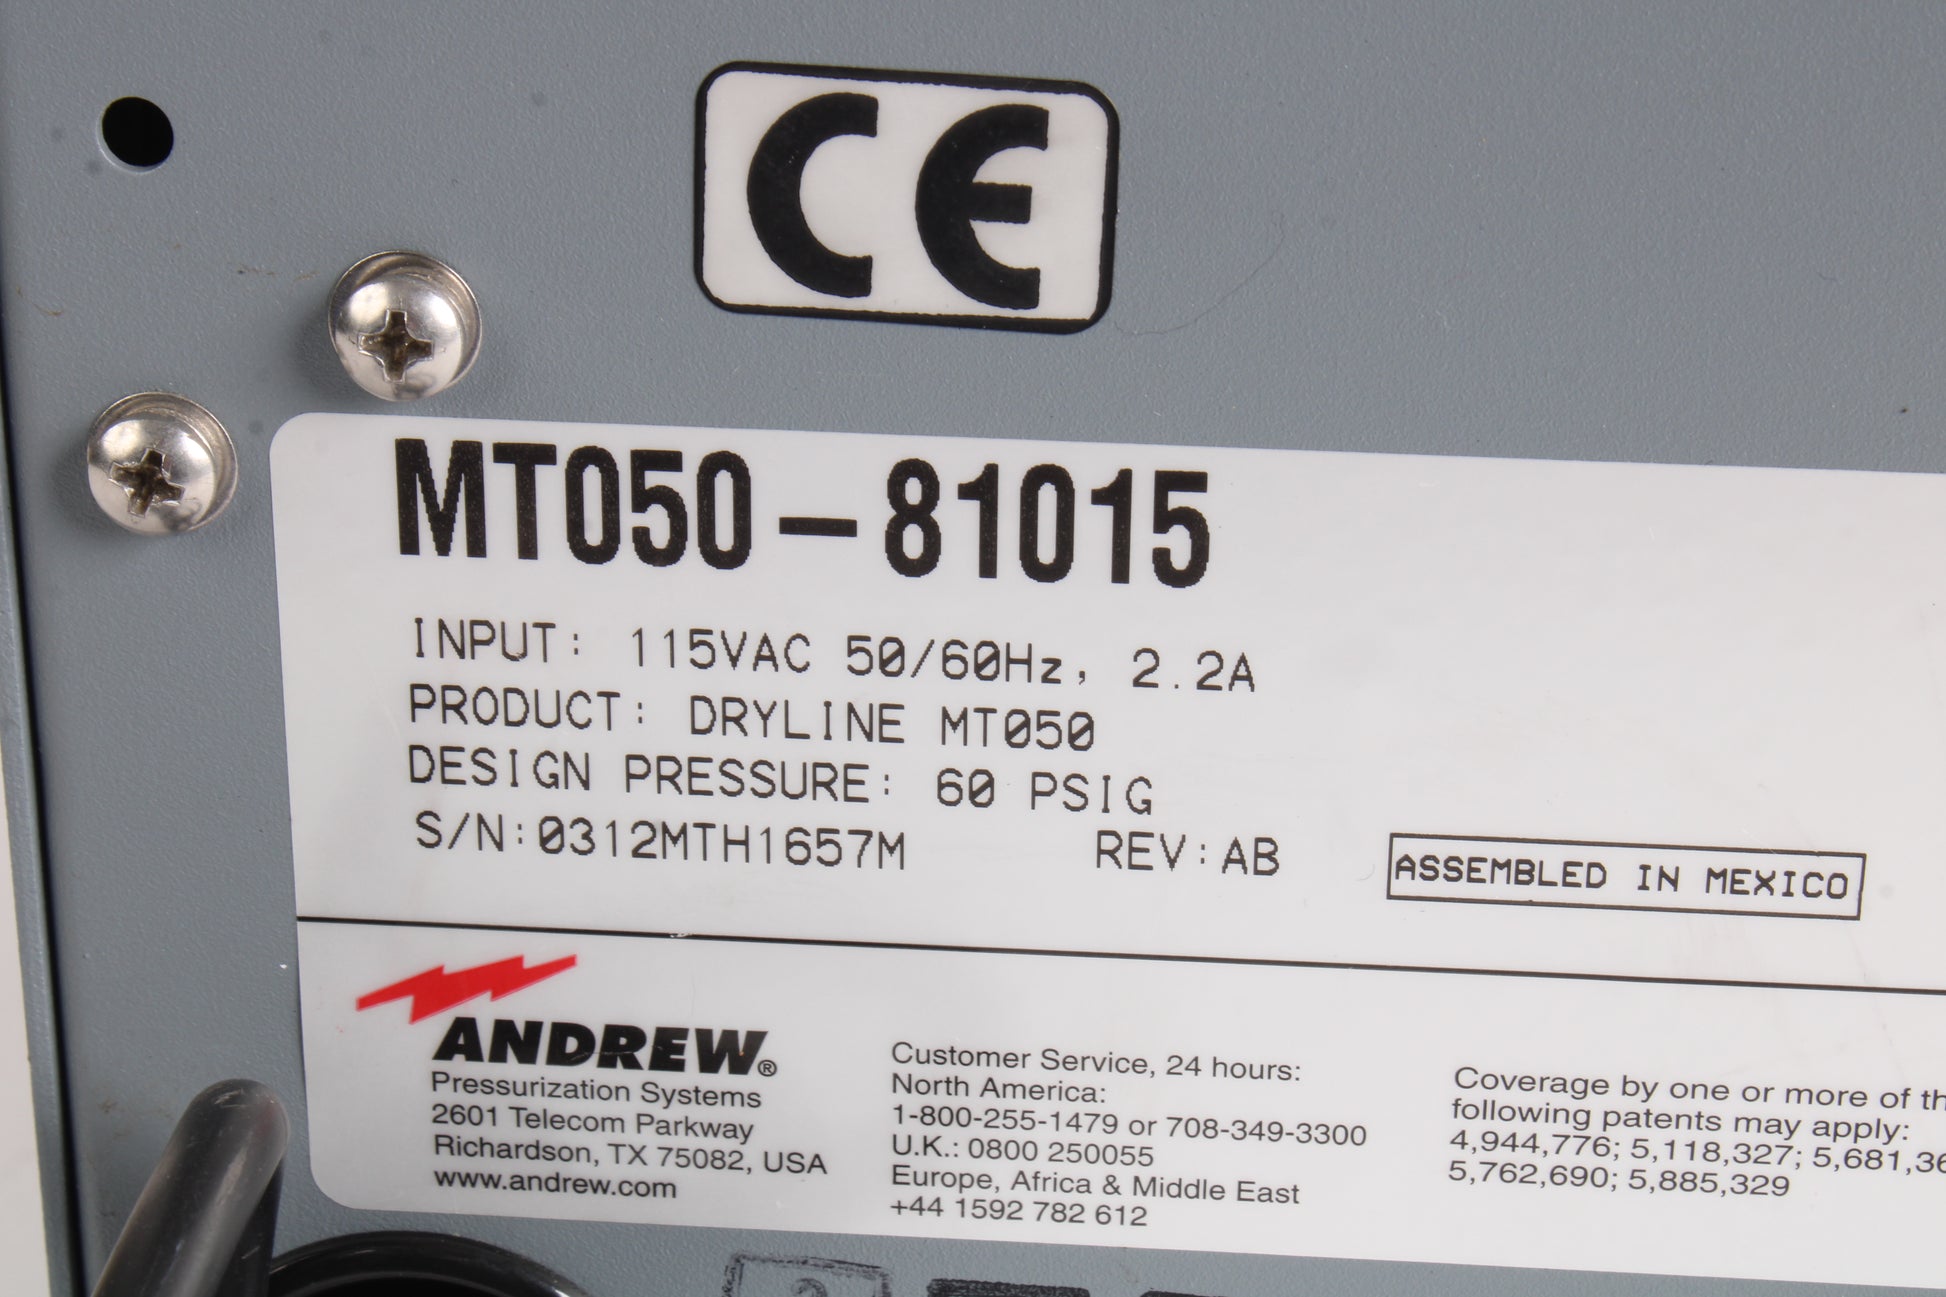 CE
MT050-81015
INPUT: 115VAC 50/60Hz, 2.2A
PRODUCT: DRYLINE MT050
DESIGN PRESSURE: 60 PSIG
S/N:0312MTH1657M REV:AB
ASSEMBLED IN MEXICO
ANDREW®
Pressurization Systems
2601 Telecom Parkway
Richardson, TX 75082, USA
www.andrew.com
Customer Service, 24 hours:
North America:
1-800-255-1479 or 708-349-3300
U.K.: 0800 250055
Europe, Africa & Middle East
+44 1592 782 612
Coverage by one or more of
following patents may apply:
4,944,776; 5,118,327;
5,762,690; 5,885,329